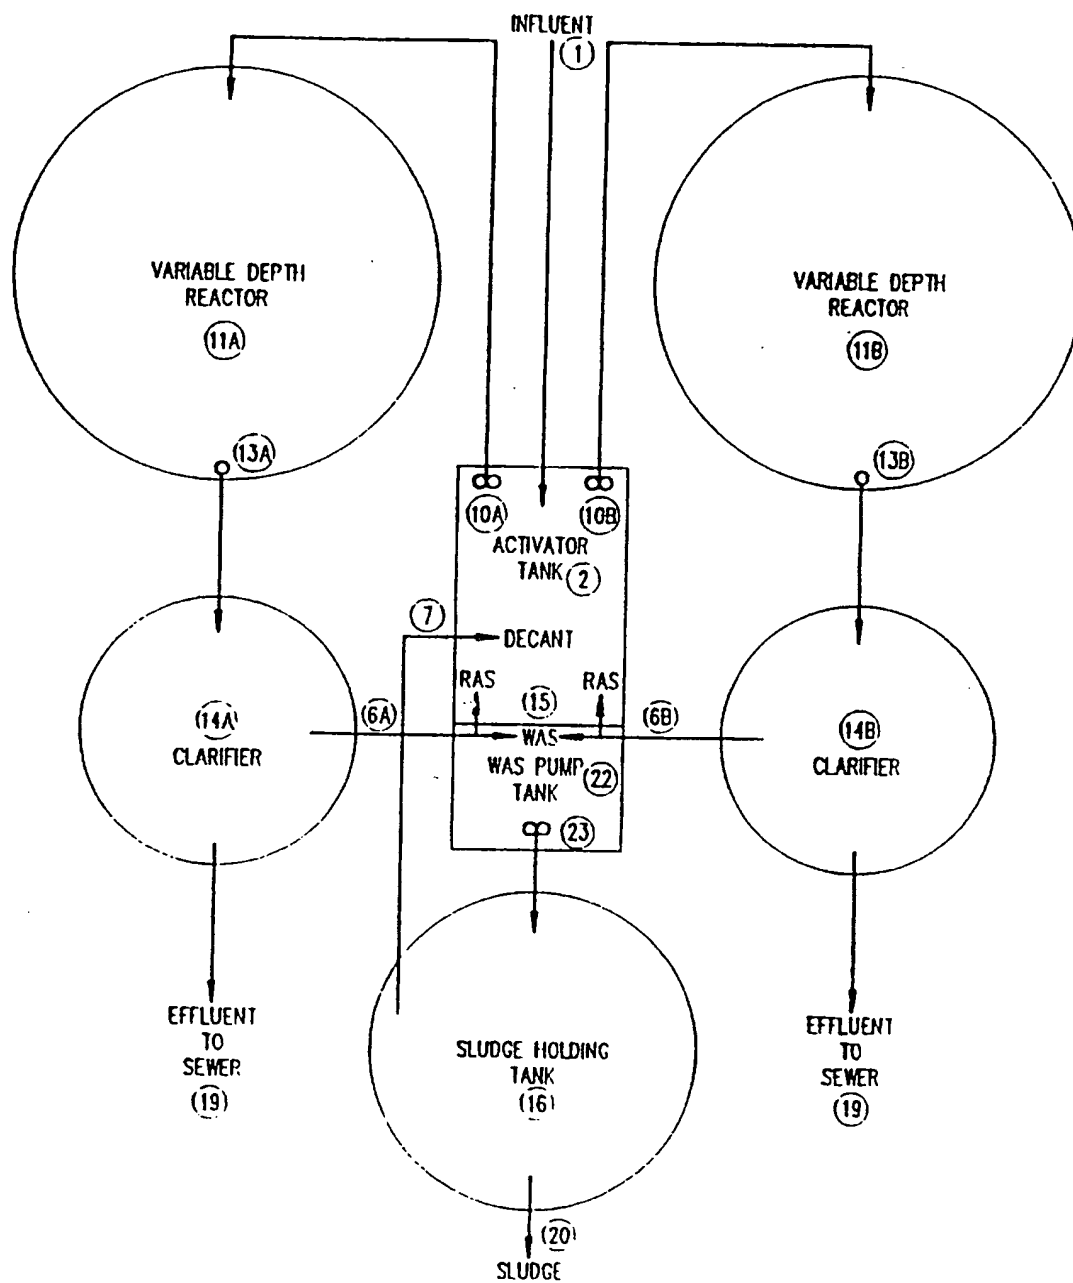 INFLUENT
1
VARIABLE DEPTH
REACTOR
11A
VARIABLE DEPTH
REACTOR
11B
13A
13B
10A
10B
ACTIVATOR
TANK 2
7
DECANT
RAS
RAS
6A
15
6B
WAS
14A
CLARIFIER
14B
CLARIFIER
WAS PUMP 22
TANK
23
EFFLUENT
TO
SEWER
19
SLUDGE HOLDING
TANK
16
EFFLUENT
TO
SEWER
19
20
SLUDGE